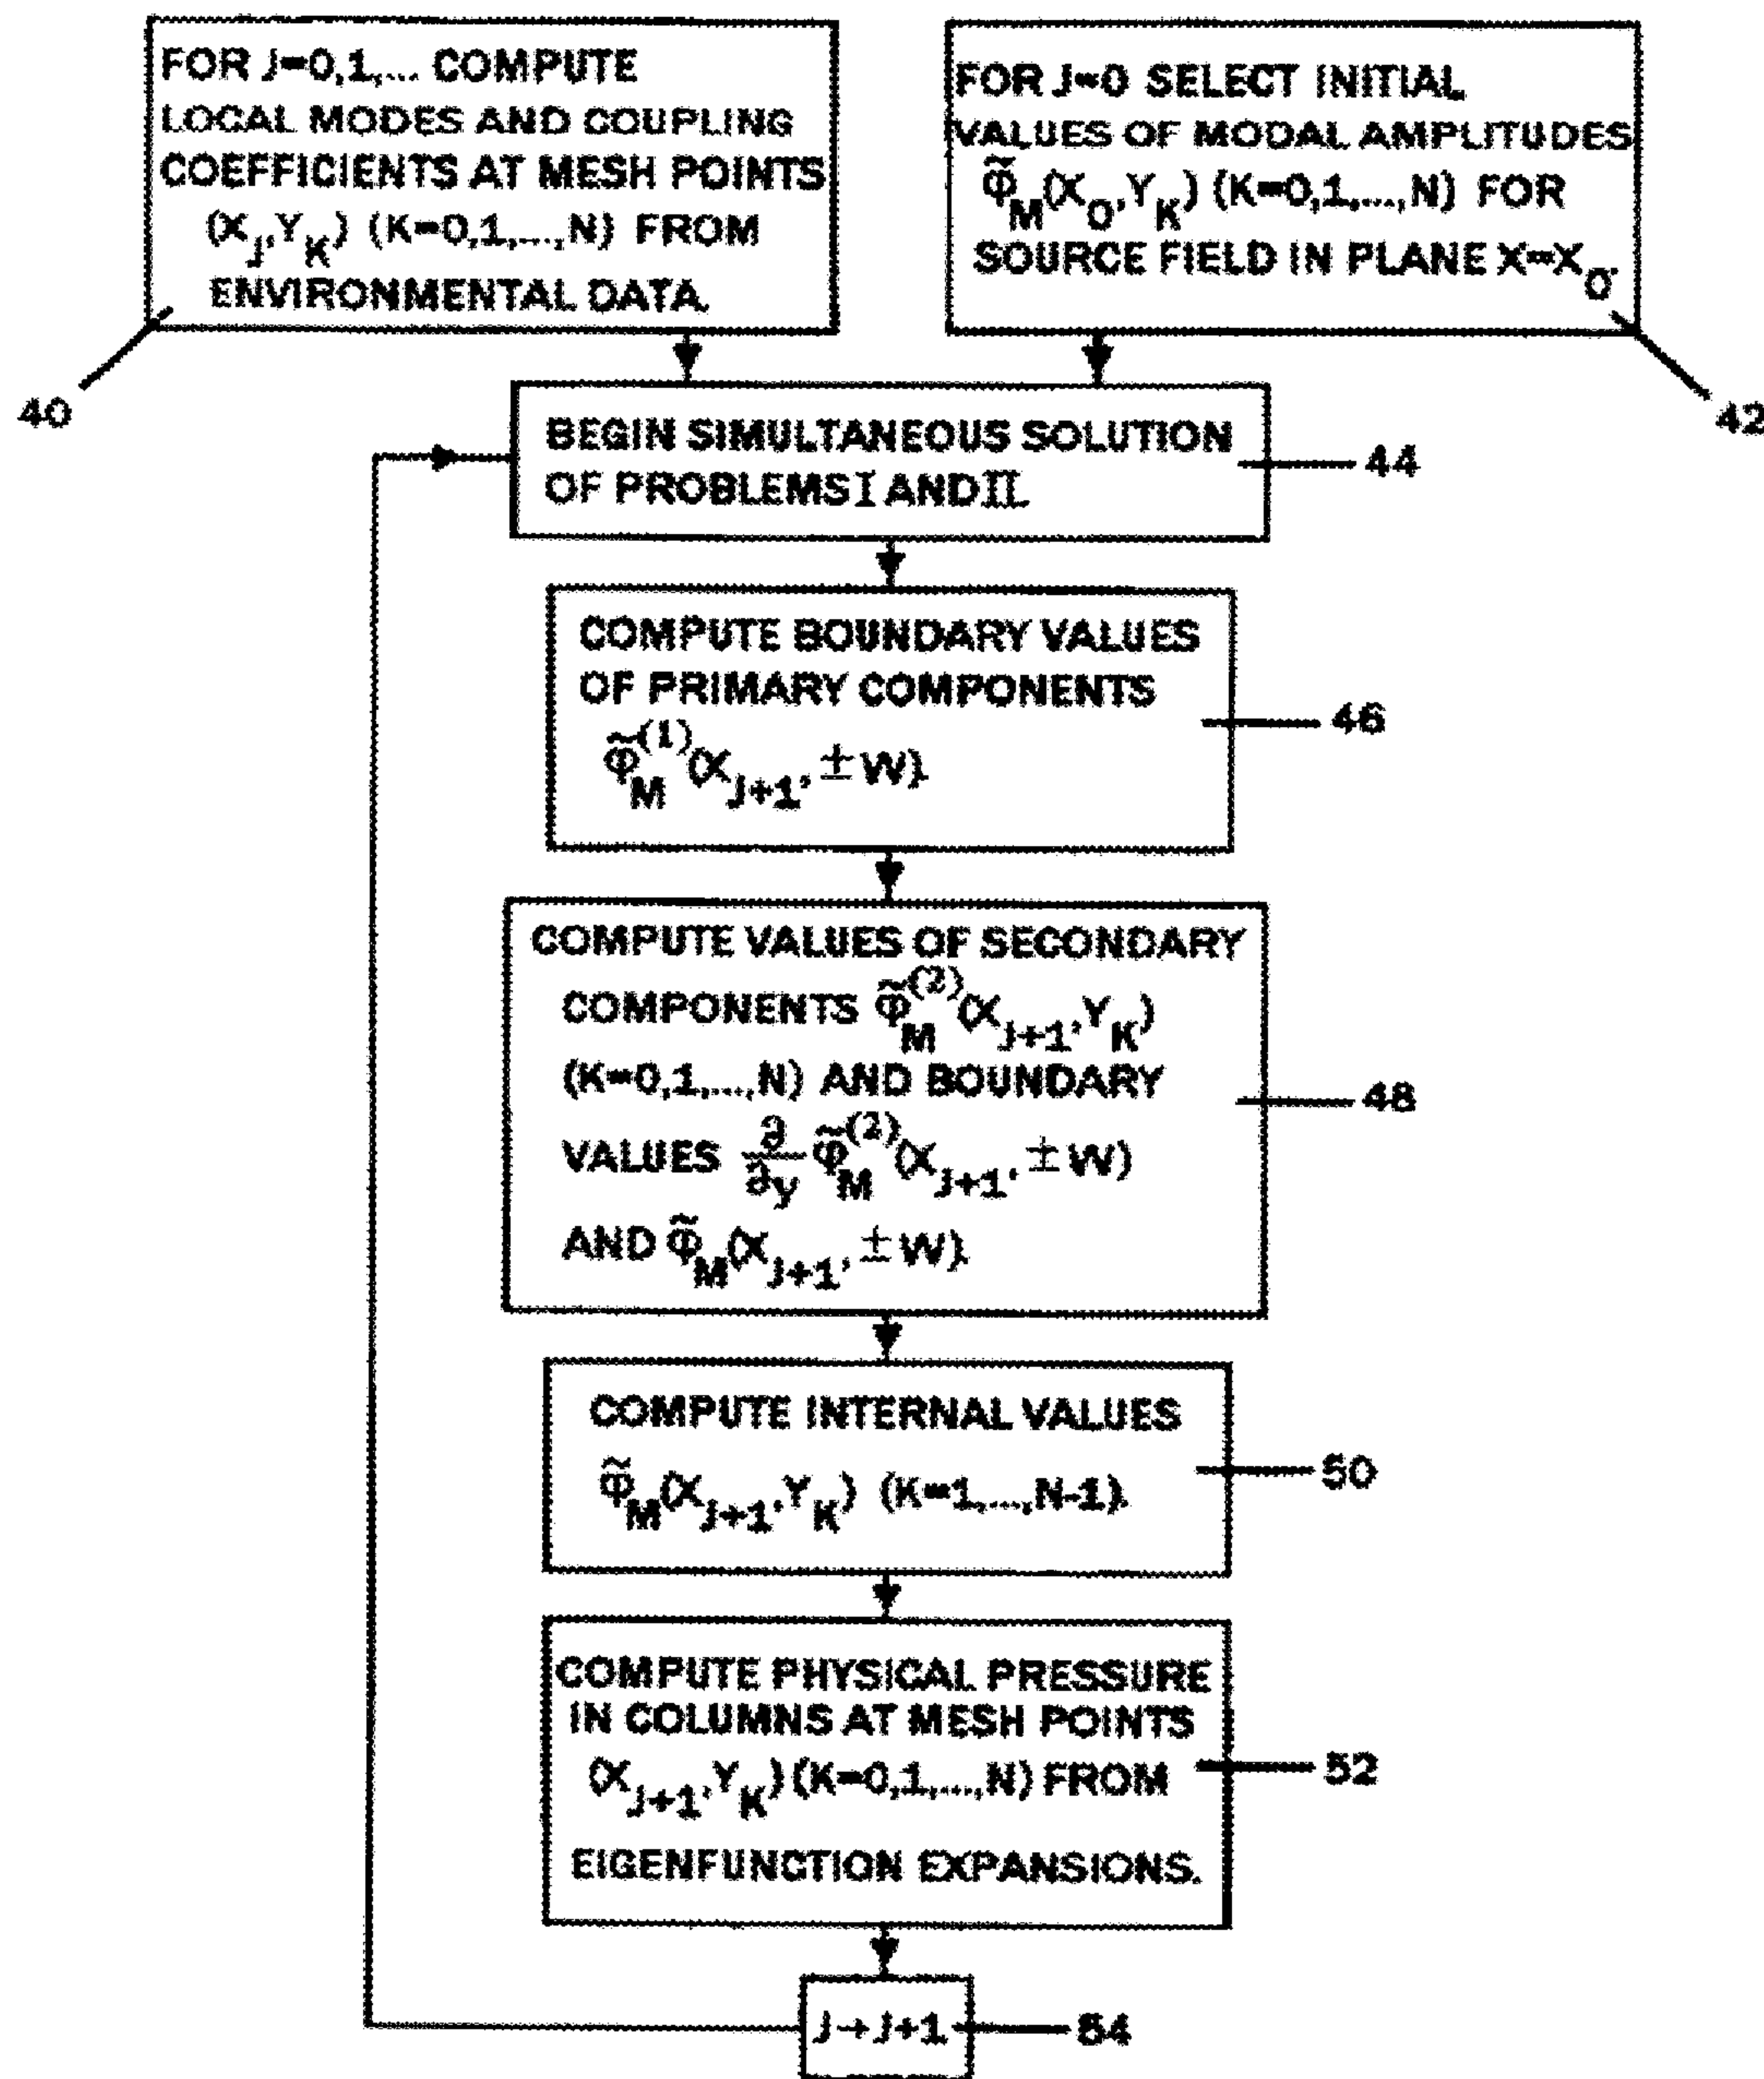 FOR J=0,1,... COMPUTE
LOCAL MODES AND COUPLING
COEFFICIENTS AT MESH POINTS
(X_J,Y_K) (K=0,1,...,N) FROM
ENVIRONMENTAL DATA.
40
FOR J=0 SELECT INITIAL
VALUES OF MODAL AMPLITUDES
φ̃_M(X_0,Y_K) (K=0,1,...,N) FOR
SOURCE FIELD IN PLANE X=X_0.
42
BEGIN SIMULTANEOUS SOLUTION
OF PROBLEMS I AND II.
44
COMPUTE BOUNDARY VALUES
OF PRIMARY COMPONENTS
φ̃_M^(1)(X_J+1, ±W).
46
COMPUTE VALUES OF SECONDARY
COMPONENTS φ̃_M^(2)(X_J+1,Y_K)
(K=0,1,...,N) AND BOUNDARY
VALUES ∂/∂y φ̃_M^(2)(X_J+1, ±W)
AND φ̃_M(X_J+1, ±W).
48
COMPUTE INTERNAL VALUES
φ̃_M(X_J+1,Y_K) (K=1,...,N-1).
50
COMPUTE PHYSICAL PRESSURE
IN COLUMNS AT MESH POINTS
(X_J+1,Y_K) (K=0,1,...,N) FROM
EIGENFUNCTION EXPANSIONS.
52
J→J+1
54